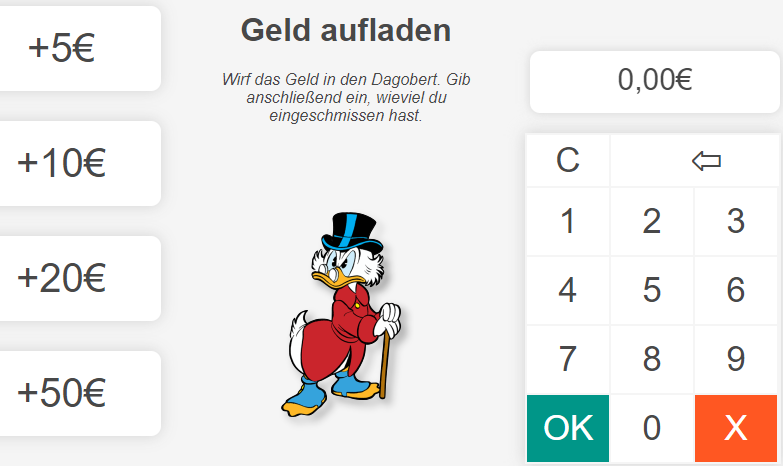 +5€
+10€
+20€
+50€
Geld aufladen
Wirf das Geld in den Dagobert. Gib
anschließend ein, wieviel du
eingeschmissen hast.
0,00€
C ⇦
1 2 3
4 5 6
7 8 9
OK 0 X